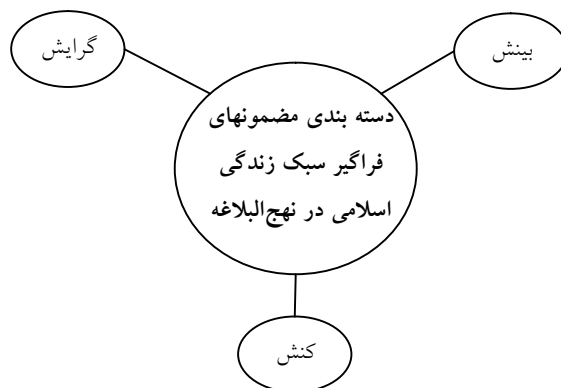 بینش
گرایش
دسته بندی مضمونهای
فراگیر سبک زندگی
اسلامی در نهج‌البلاغه
کنش